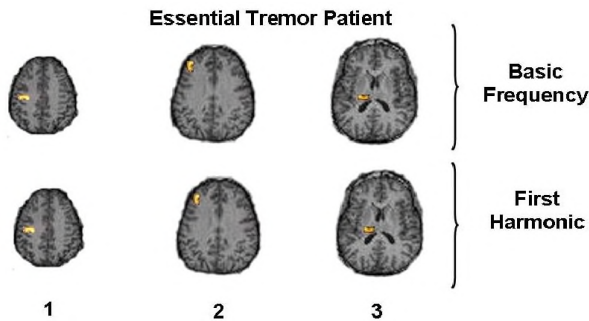 Essential Tremor Patient
Basic
Frequency
First
Harmonic
1 2 3